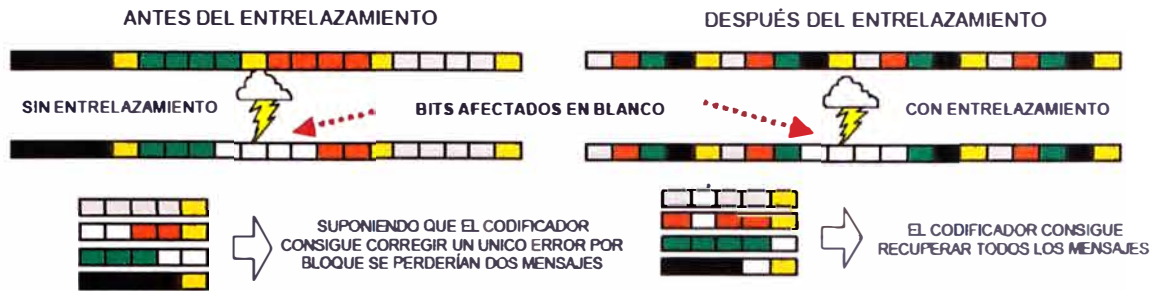 ANTES DEL ENTRELAZAMIENTO
DESPUÉS DEL ENTRELAZAMIENTO
SIN ENTRELAZAMIENTO
BITS AFECTADOS EN BLANCO
CON ENTRELAZAMIENTO
SUPONIENDO QUE EL CODIFICADOR
CONSIGUE CORREGIR UN UNICO ERROR POR
BLOQUE SE PERDERÍAN DOS MENSAJES
EL CODIFICADOR CONSIGUE
RECUPERAR TODOS LOS MENSAJES